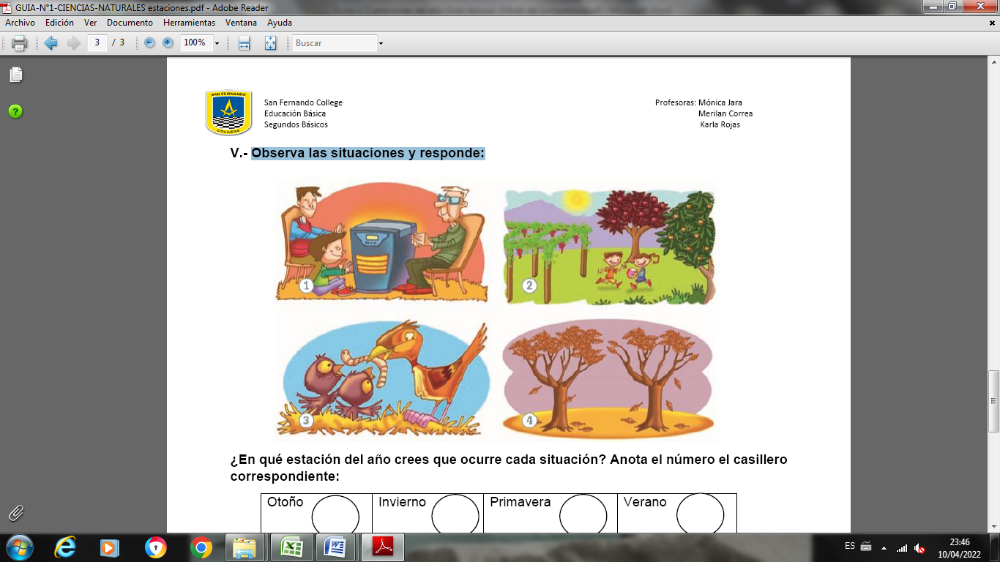 GUIA-N°1-CIENCIAS-NATURALES estaciones.pdf - Adobe Reader
Archivo Edición Ver Documento Herramientas Ventana Ayuda
3 / 3 100% Buscar
SAN FERNANDO
COLLEGE
San Fernando College
Educación Básica
Segundos Básicos
Profesoras: Mónica Jara
Merilan Correa
Karla Rojas
V.- Observa las situaciones y responde:
1
2
3
4
¿En qué estación del año crees que ocurre cada situación? Anota el número el casillero
correspondiente:
Otoño Invierno Primavera Verano
ES 23:46
10/04/2022